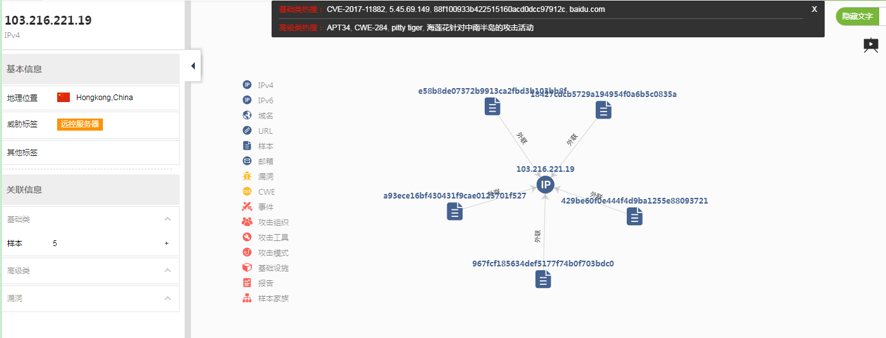 103.216.221.19
IPv4
基本信息
地理位置 Hongkong,China
威胁标签 远控服务器
其他标签
关联信息
基础类
样本 5 +
高级类
漏洞
基础类热搜： CVE-2017-11882, 5.45.69.149, 88f100933b422515160acd0dcc97912c, baidu.com X
高级类热搜： APT34, CWE-284, pitty tiger, 海莲花针对中南半岛的攻击活动
隐藏文字
IPv4
IPv6
域名
URL
样本
邮箱
漏洞
CWE
事件
攻击组织
攻击工具
攻击模式
基础设施
报告
样本家族
e58b8de07372b9913ca2fbd3b103bb8f
18427cdcb5729a194954f0a6b5c0835a
外联
外联
103.216.221.19
IP
a93ece16bf430431f9cae0123701f527
外联
外联
429be60f0e444f4d9ba1255e88093721
外联
967fcf185634def5177f74b0f703bdc0